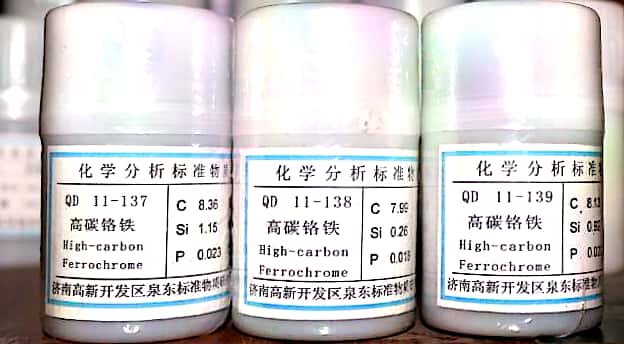 化学分析标准物质
QD 11-137
高碳铬铁
High-carbon
Ferrochrome
C 8.36
Si 1.15
P 0.023
济南高新开发区泉东标准物质研
化学分析标准物
QD 11-138
高碳铬铁
High-carbon
Ferrochrome
C 7.99
Si 0.26
P 0.018
济南高新开发区泉东标准物质
化学分析标准
QD 11-139
高碳铬铁
High-carbon
Ferrochrome
C 8.13
Si
P
济南高新开发区泉东标准物